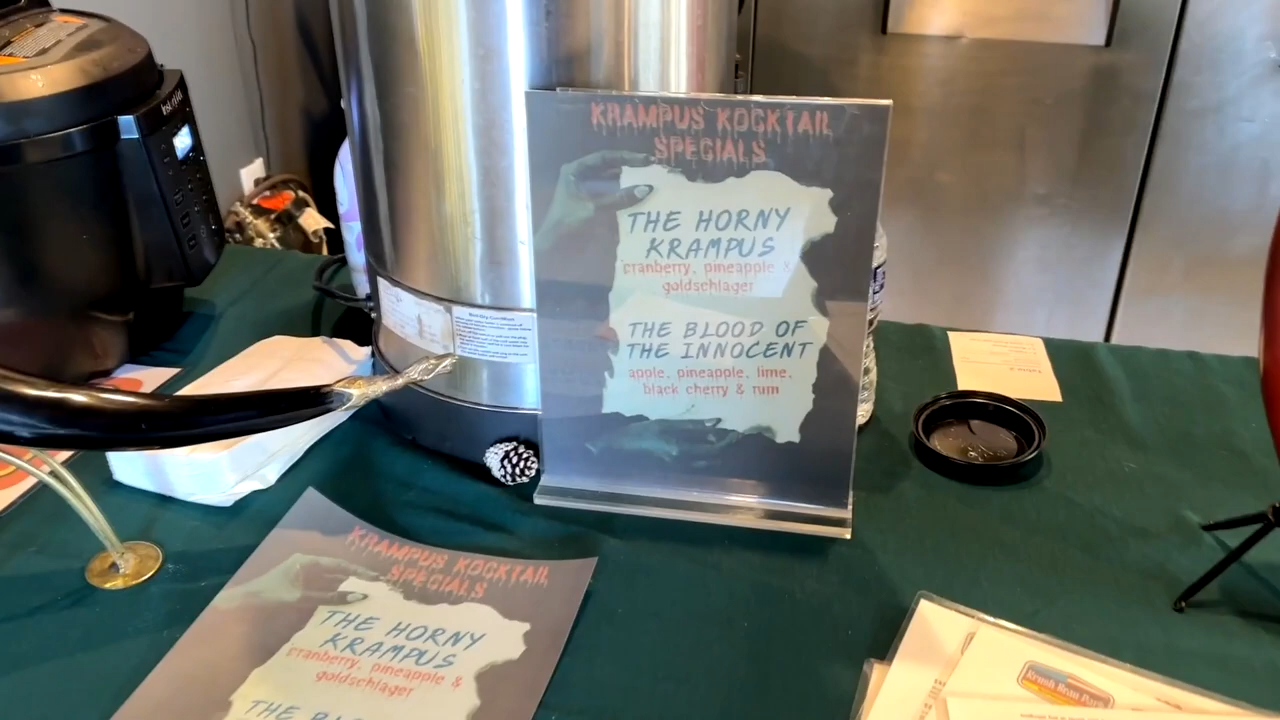 KRAMPUS KOCKTAIL
SPECIALS
THE HORNY
KRAMPUS
cranberry, pineapple &
goldschlager
THE BLOOD OF
THE INNOCENT
apple, pineapple, lime,
black cherry & rum
KRAMPUS KOCKTAIL
SPECIALS
THE HORNY
KRAMPUS
cranberry, pineapple &
goldschlager
THE